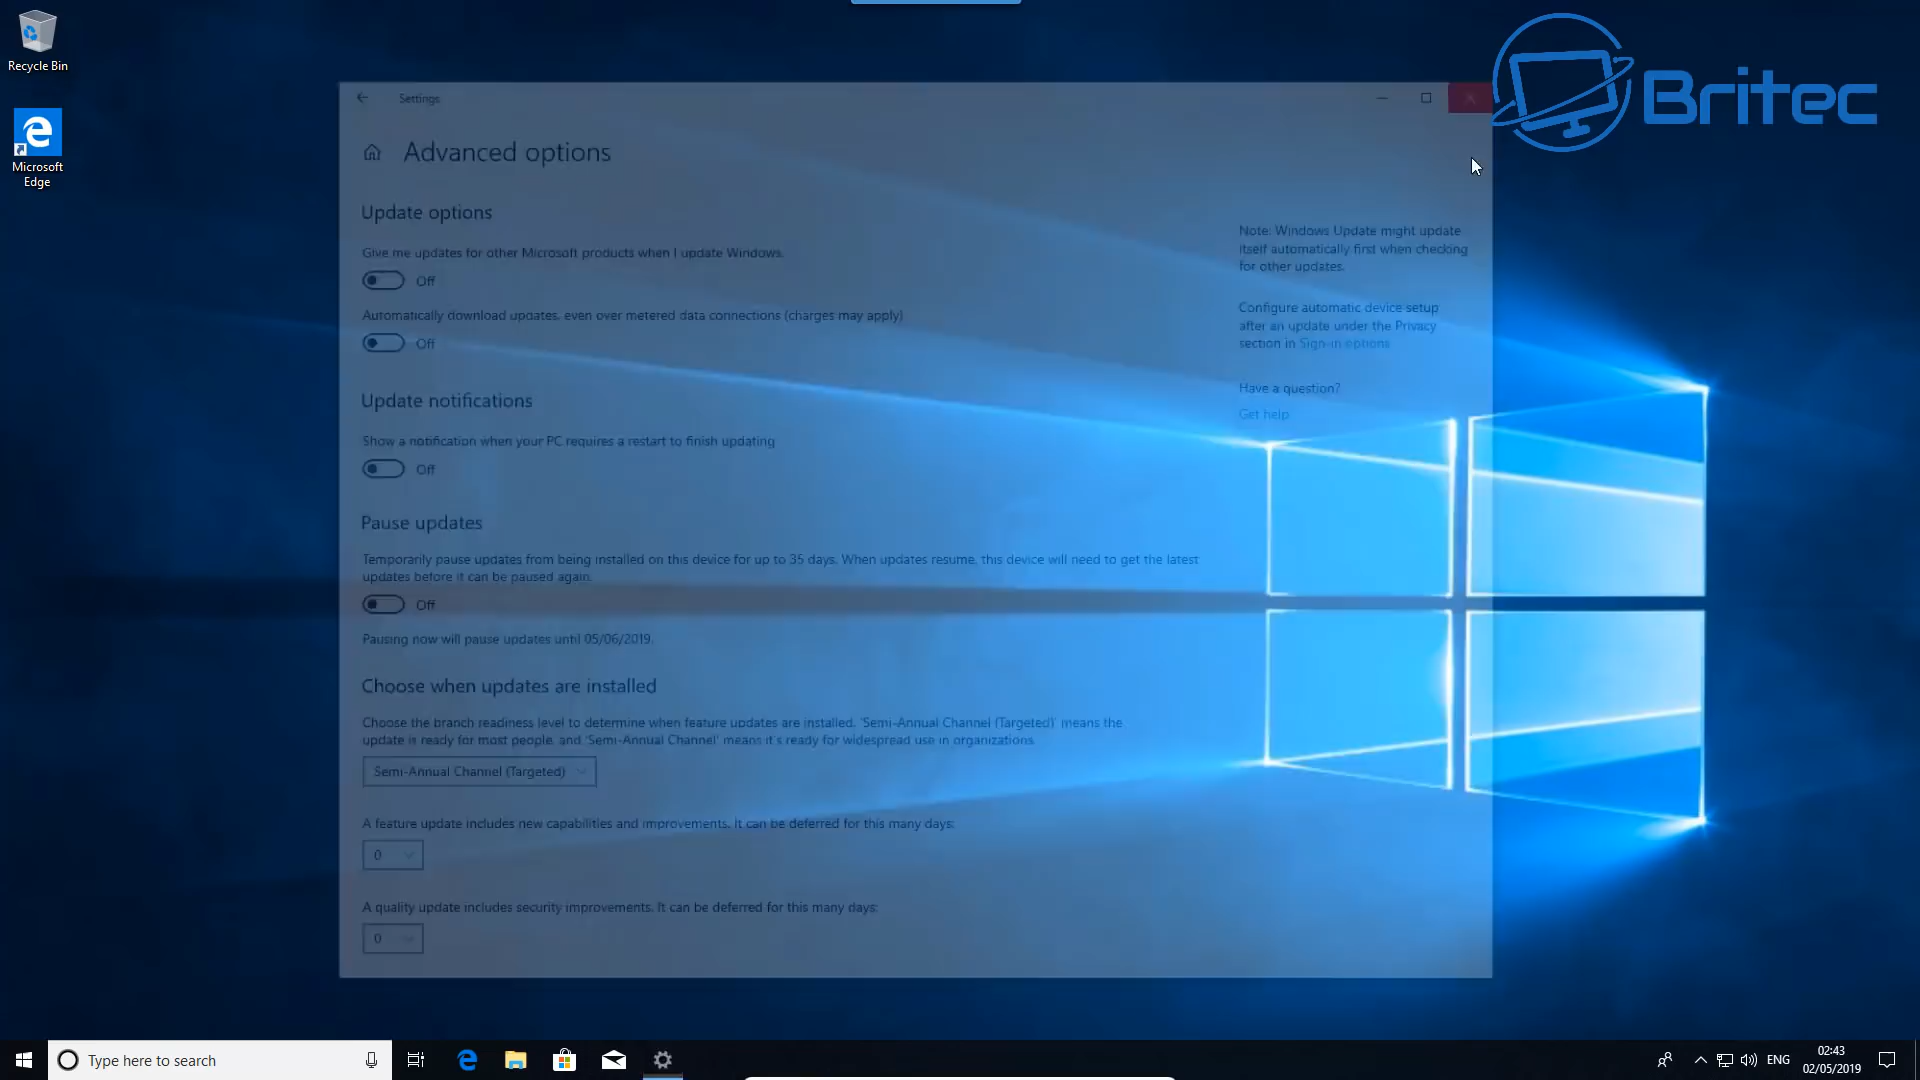 Recycle Bin
Microsoft
Edge
Britec
Settings
Advanced options
Update options
Give me updates for other Microsoft products when I update Windows.
Off
Automatically download updates, even over metered data connections (charges may apply)
Off
Update notifications
Show a notification when your PC requires a restart to finish updating
Off
Pause updates
Temporarily pause updates from being installed on this device for up to 35 days. When updates resume, this device will need to get the latest
updates before it can be paused again.
Off
Pausing now will pause updates until 05/06/2019.
Choose when updates are installed
Choose the branch readiness level to determine when feature updates are installed. 'Semi-Annual Channel (Targeted)' means the
update is ready for most people, and 'Semi-Annual Channel' means it's ready for widespread use in organizations.
Semi-Annual Channel (Targeted)
A feature update includes new capabilities and improvements. It can be deferred for this many days:
0
A quality update includes security improvements. It can be deferred for this many days:
0
Note: Windows Update might update
itself automatically first when checking
for other updates.
Configure automatic device setup
after an update under the Privacy
section in Sign-in options
Have a question?
Get help
Type here to search
ENG
02:43
02/05/2019